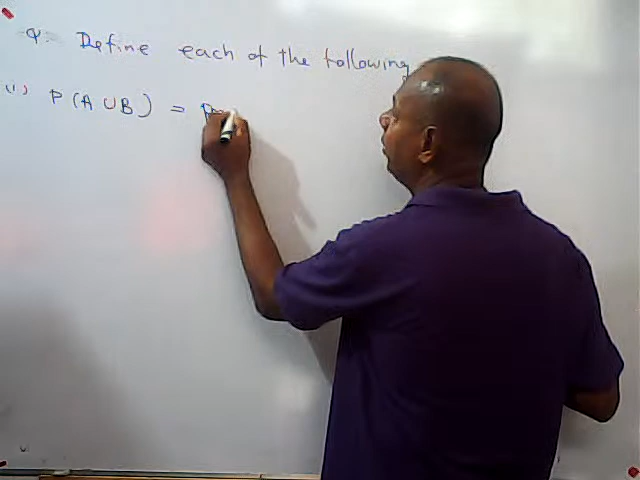 Q. Define each of the following
(i) P(A ∪ B) =